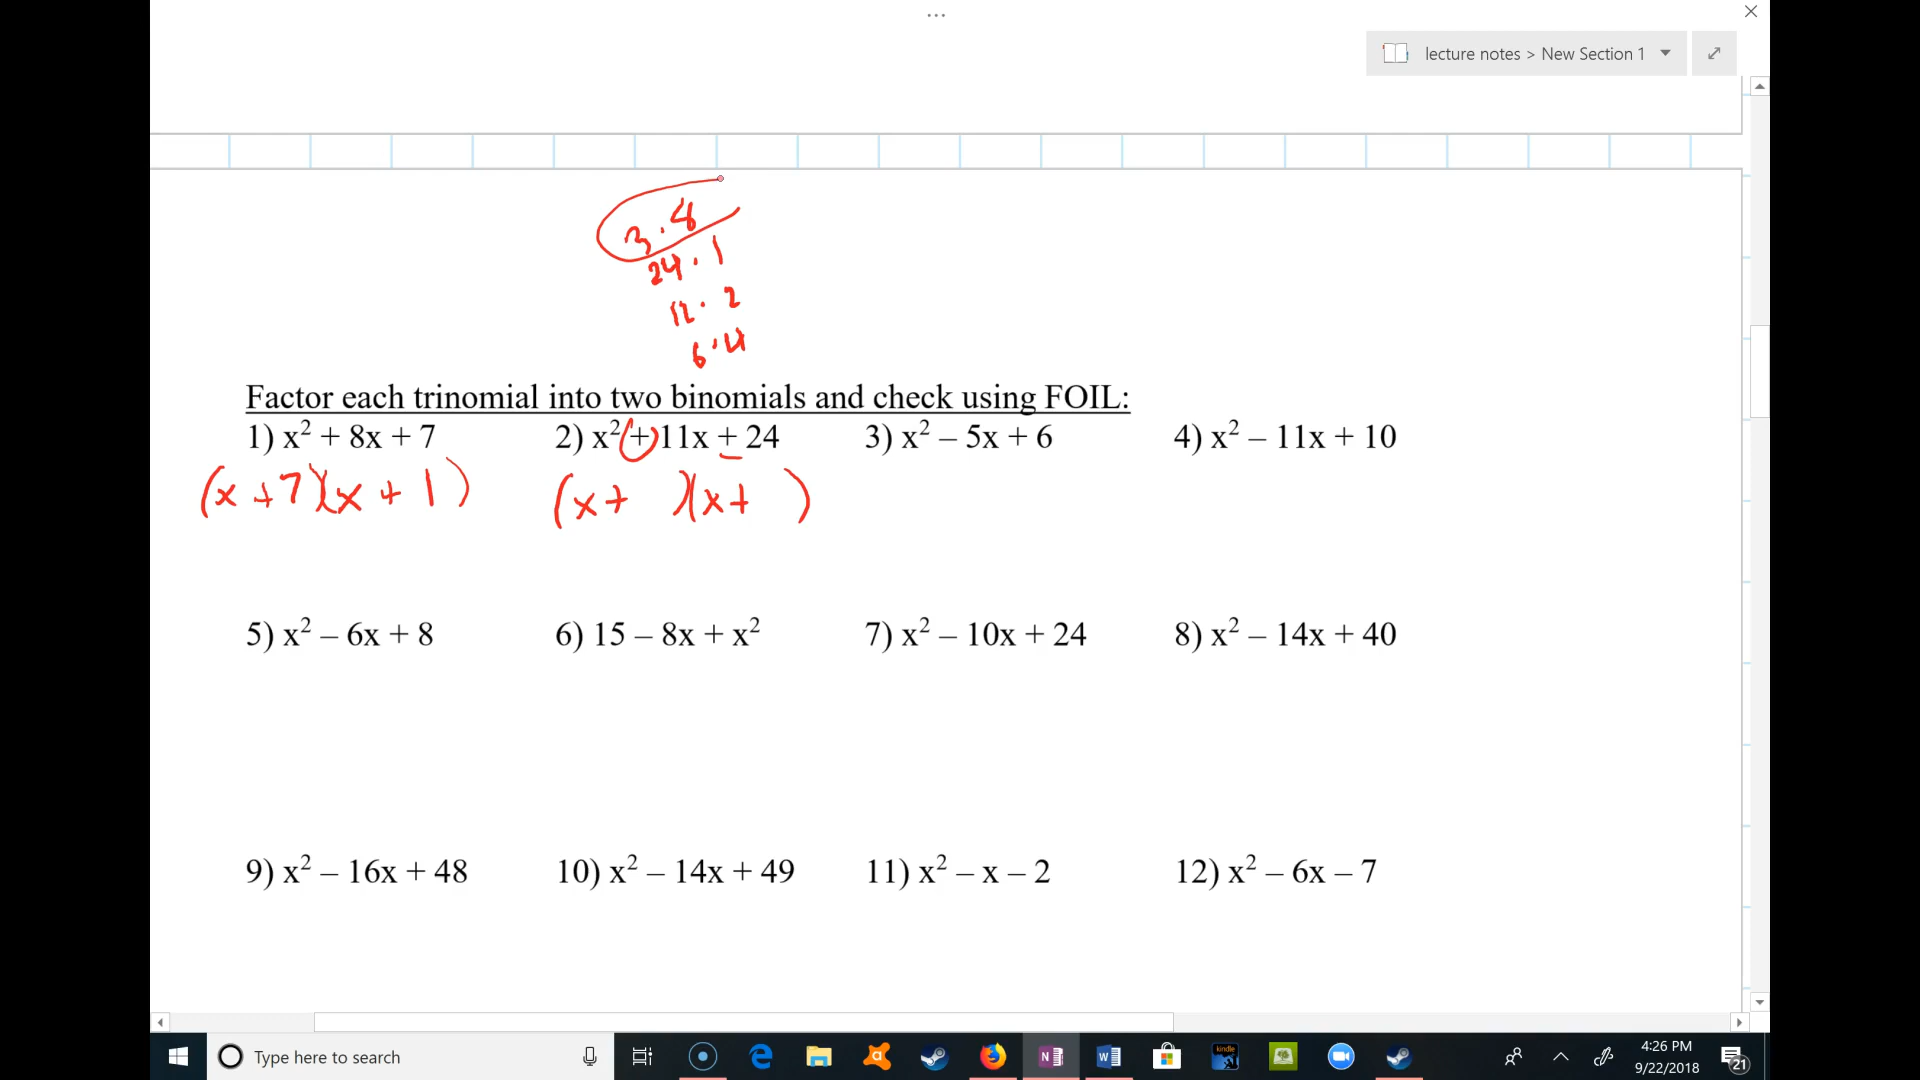 ...
lecture notes > New Section 1
3 · 8
24 · 1
12 · 2
6 · 4
Factor each trinomial into two binomials and check using FOIL:
1) x² + 8x + 7 2) x² + 11x + 24 3) x² – 5x + 6 4) x² – 11x + 10
(x + 7)(x + 1) (x + )(x + )
5) x² – 6x + 8 6) 15 – 8x + x² 7) x² – 10x + 24 8) x² – 14x + 40
9) x² – 16x + 48 10) x² – 14x + 49 11) x² – x – 2 12) x² – 6x – 7
Type here to search
kindle
4:26 PM
9/22/2018
21